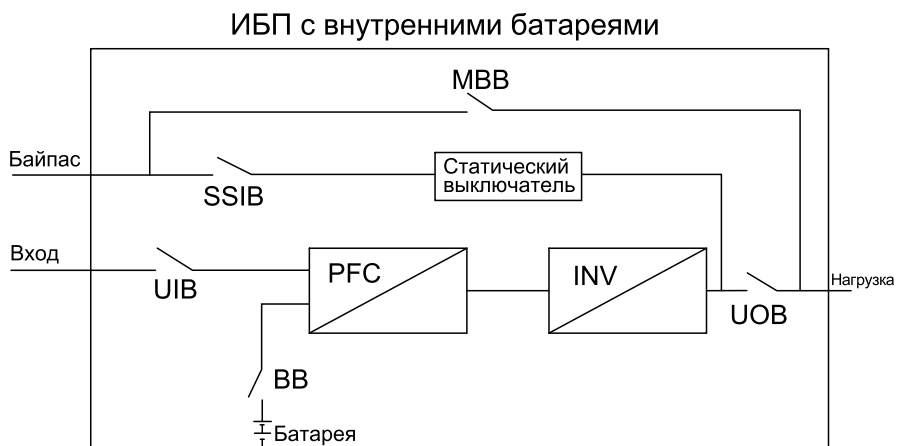 ИБП с внутренними батареями
MBB
Байпас
SSIB
Статический
выключатель
Вход
UIB
PFC
INV
UOB
Нагрузка
BB
Батарея